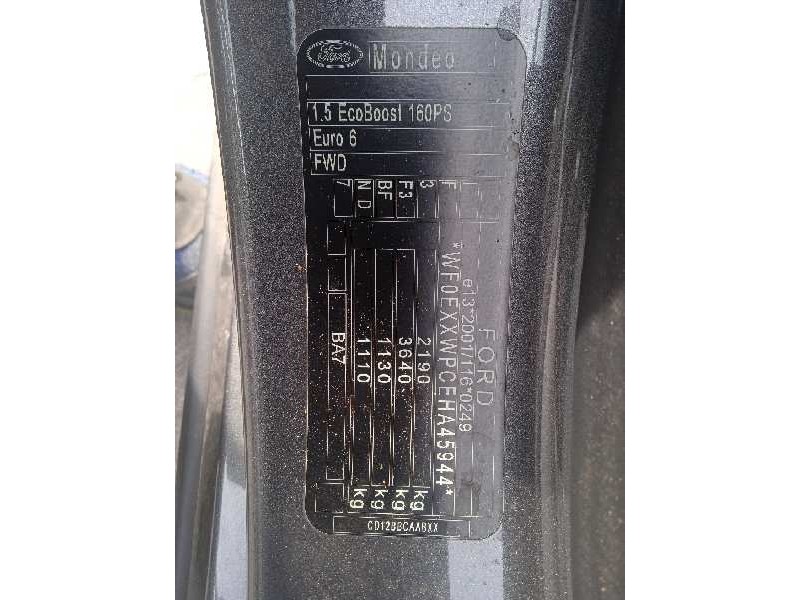 Ford
Mondeo
1.5 EcoBoost 160PS
Euro 6
FWD
FORD
e13*2001/116*0249
*WF0EXXWPCEHA45944*
2190 kg
3640 kg
1130 kg
1110 kg
BA7
F
3
F3
BF
N D
7